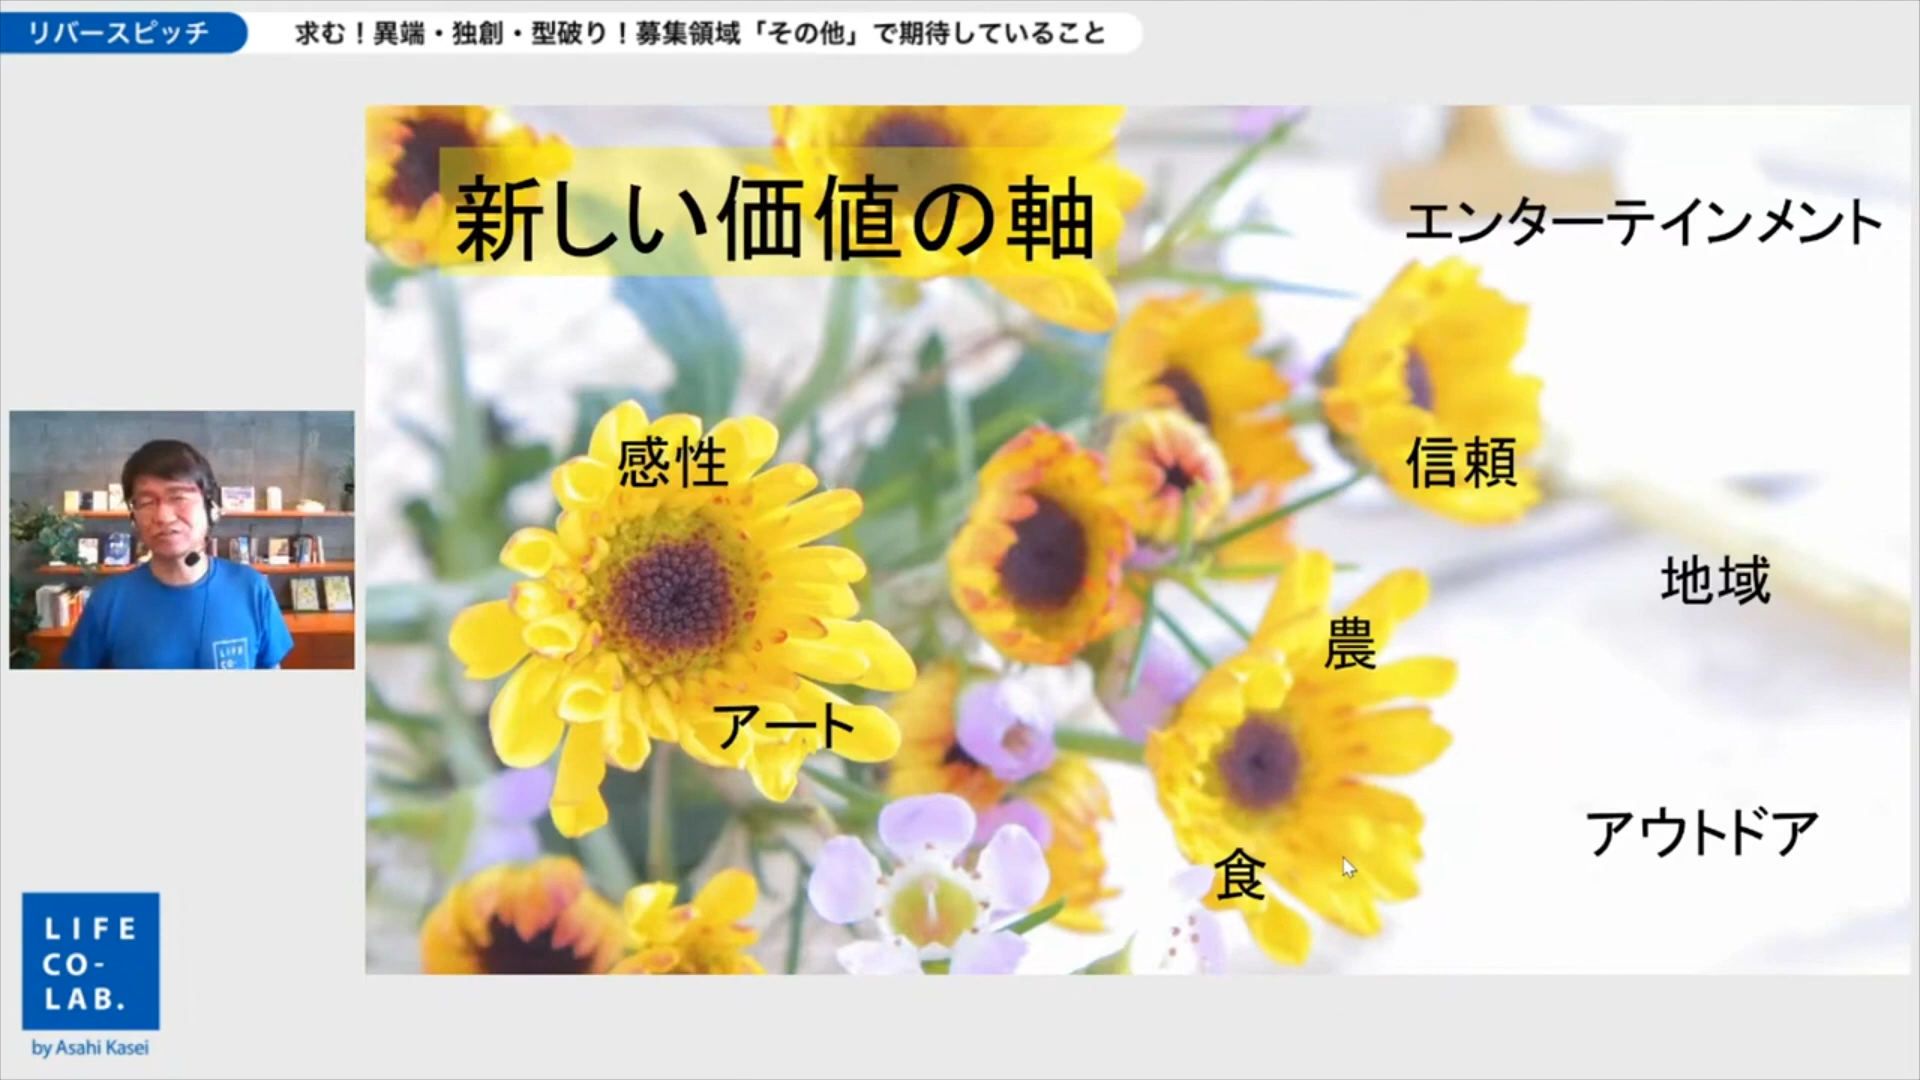 リバースピッチ
求む！異端・独創・型破り！募集領域「その他」で期待していること
新しい価値の軸
エンターテインメント
感性
信頼
地域
農
アート
アウトドア
食
LIFE
CO-
LIFE
CO-
LAB.
by Asahi Kasei